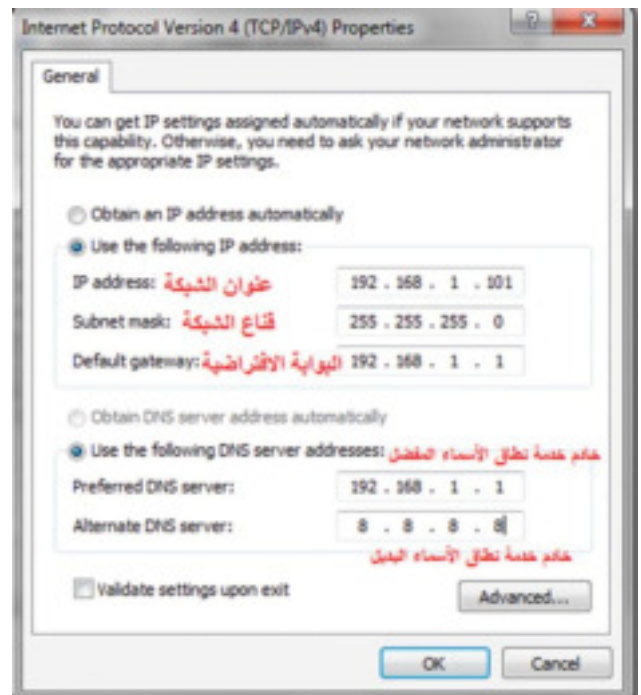 Internet Protocol Version 4 (TCP/IPv4) Properties
General
You can get IP settings assigned automatically if your network supports
this capability. Otherwise, you need to ask your network administrator
for the appropriate IP settings.
Obtain an IP address automatically
Use the following IP address:
IP address: عنوان الشبكة 192 . 168 . 1 . 101
Subnet mask: قناع الشبكة 255 . 255 . 255 . 0
Default gateway: البوابة الافتراضية 192 . 168 . 1 . 1
Obtain DNS server address automatically
Use the following DNS server addresses: خادم خدمة نطاق الأسماء المفضل
Preferred DNS server: 192 . 168 . 1 . 1
Alternate DNS server: 8 . 8 . 8 . 8
خادم خدمة نطاق الأسماء البديل
Validate settings upon exit
Advanced...
OK Cancel